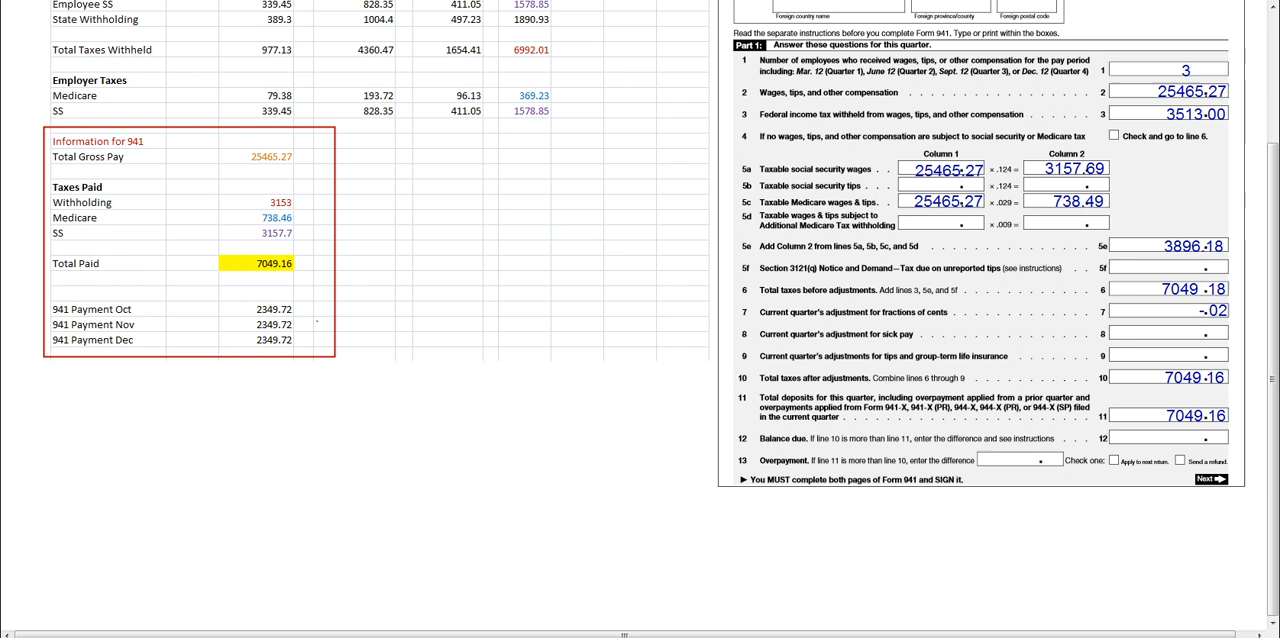 Employee SS 339.45 828.35 411.05 1578.85
State Withholding 389.3 1004.4 497.23 1890.93
Total Taxes Withheld 977.13 4360.47 1654.41 6992.01
Employer Taxes
Medicare 79.38 193.72 96.13 369.23
SS 339.45 828.35 411.05 1578.85
Information for 941
Total Gross Pay 25465.27
Taxes Paid
Withholding 3153
Medicare 738.46
SS 3157.7
Total Paid 7049.16
941 Payment Oct 2349.72
941 Payment Nov 2349.72
941 Payment Dec 2349.72
Foreign country name Foreign province/county Foreign postal code
Read the separate instructions before you complete Form 941. Type or print within the boxes.
Part 1: Answer these questions for this quarter.
1 Number of employees who received wages, tips, or other compensation for the pay period
including: Mar. 12 (Quarter 1), June 12 (Quarter 2), Sept. 12 (Quarter 3), or Dec. 12 (Quarter 4) 1 3
2 Wages, tips, and other compensation . . . . . . . . . . . . . . . . . 2 25465.27
3 Federal income tax withheld from wages, tips, and other compensation . . . . . . 3 3513.00
4 If no wages, tips, and other compensation are subject to social security or Medicare tax Check and go to line 6.
Column 1 Column 2
5a Taxable social security wages . . 25465.27 × .124 = 3157.69
5b Taxable social security tips . . . . × .124 = .
5c Taxable Medicare wages & tips. . 25465.27 × .029 = 738.49
5d Taxable wages & tips subject to
Additional Medicare Tax withholding . × .009 = .
5e Add Column 2 from lines 5a, 5b, 5c, and 5d . . . . . . . . . . . . . . 5e 3896.18
5f Section 3121(q) Notice and Demand—Tax due on unreported tips (see instructions) . . 5f .
6 Total taxes before adjustments. Add lines 3, 5e, and 5f . . . . . . . . . . . 6 7049.18
7 Current quarter's adjustment for fractions of cents . . . . . . . . . . . . 7 -.02
8 Current quarter's adjustment for sick pay . . . . . . . . . . . . . . . 8 .
9 Current quarter's adjustments for tips and group-term life insurance . . . . . . 9 .
10 Total taxes after adjustments. Combine lines 6 through 9 . . . . . . . . . . 10 7049.16
11 Total deposits for this quarter, including overpayment applied from a prior quarter and
overpayments applied from Form 941-X, 941-X (PR), 944-X, 944-X (PR), or 944-X (SP) filed
in the current quarter . . . . . . . . . . . . . . . . . . . . . 11 7049.16
12 Balance due. If line 10 is more than line 11, enter the difference and see instructions . . . 12 .
13 Overpayment. If line 11 is more than line 10, enter the difference . Check one: Apply to next return. Send a refund.
▶ You MUST complete both pages of Form 941 and SIGN it. Next ➡